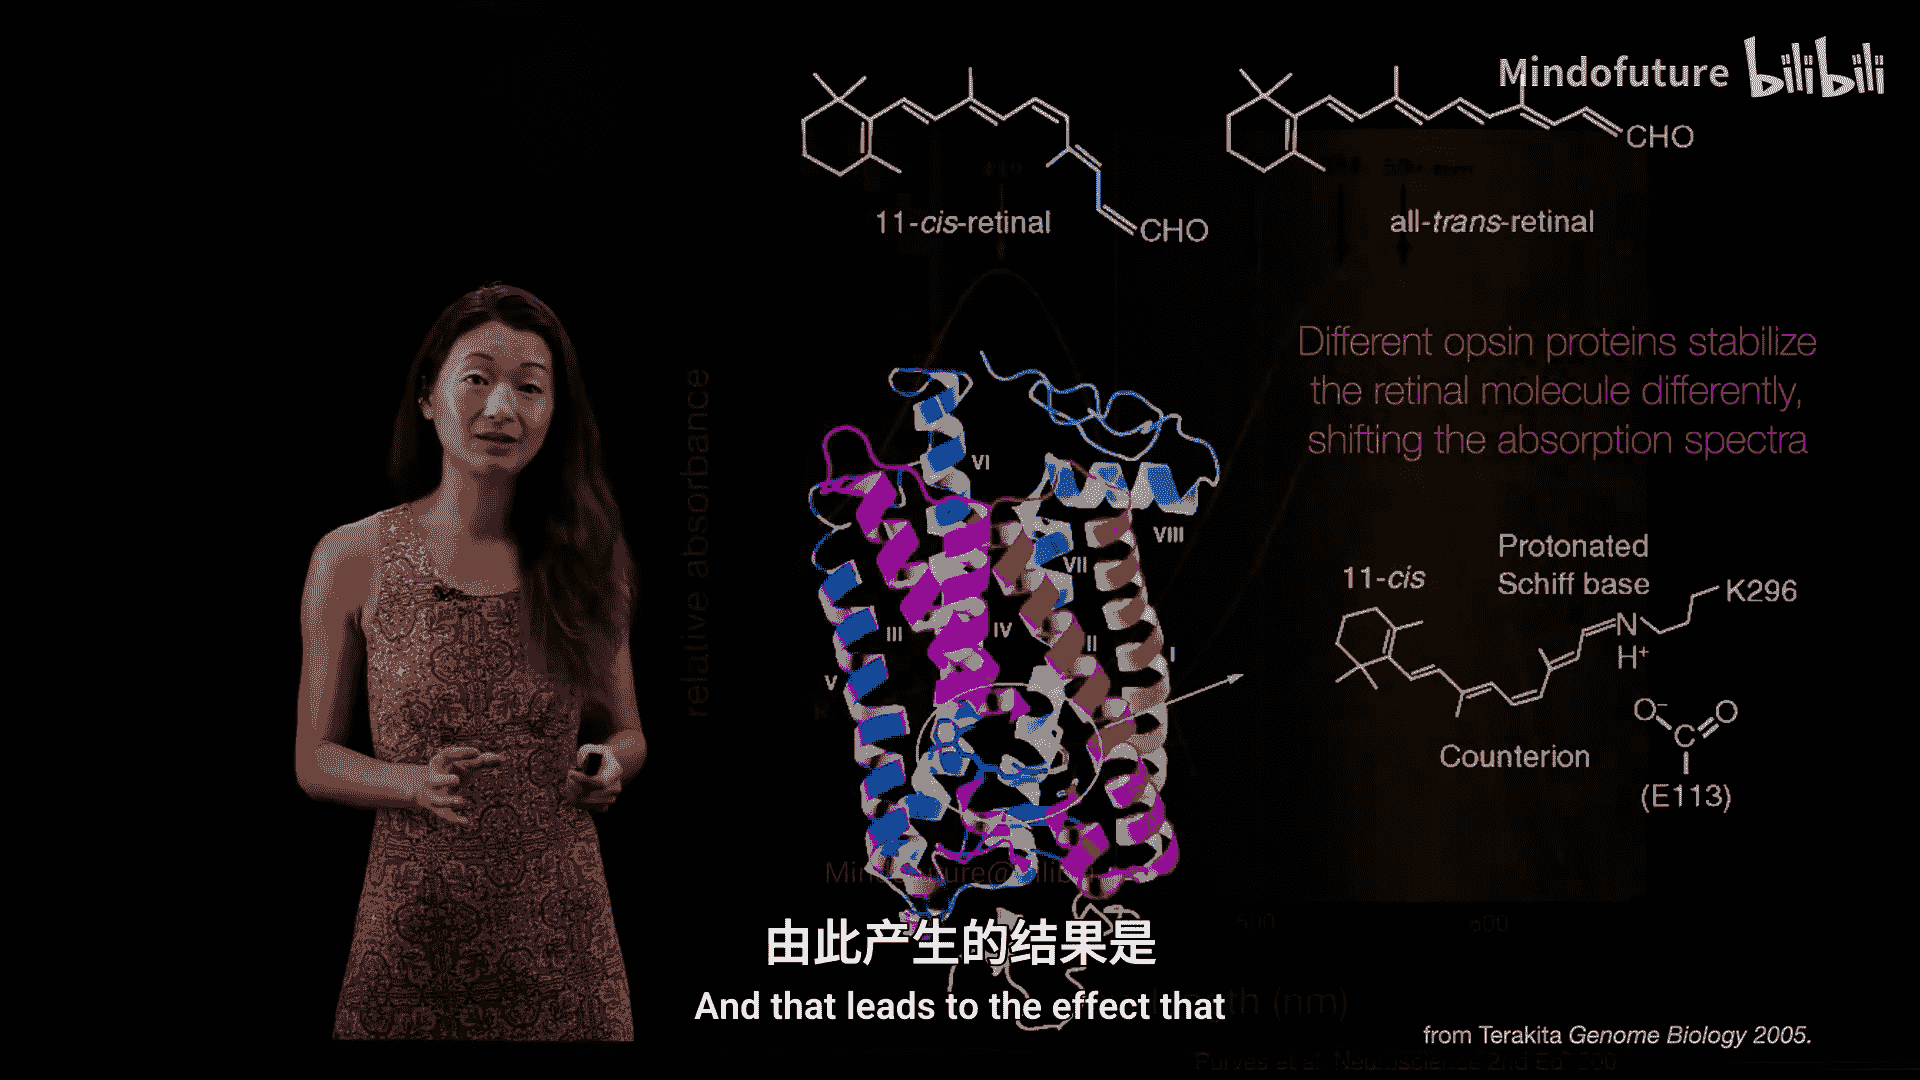 Mindofuture bilibili
CHO
CHO
11-cis-retinal
all-trans-retinal
Different opsin proteins stabilize
the retinal molecule differently,
shifting the absorption spectra
relative absorbance
VI
VIII
VII
III
IV
II
I
V
Protonated
Schiff base
11-cis
K296
N
H+
O− O
C
Counterion
(E113)
500 600
由此产生的结果是
And that leads to the effect that
(nm)
from Terakita Genome Biology 2005.